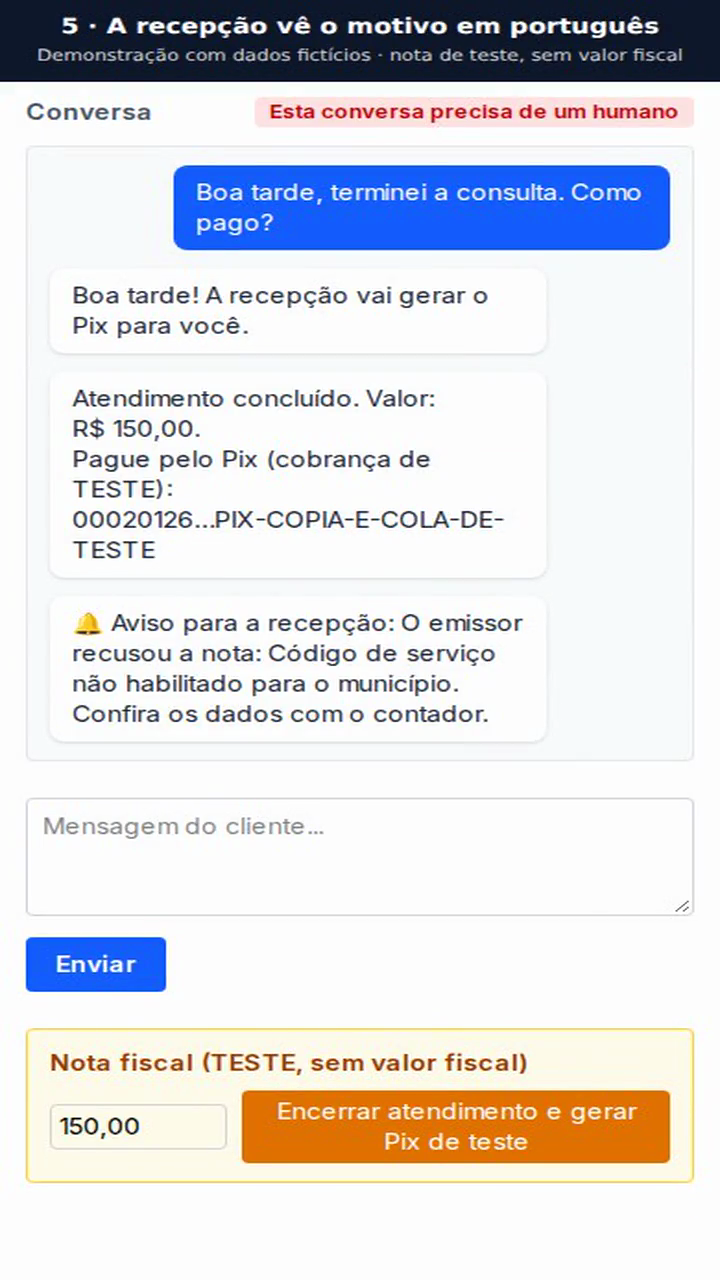 5 · A recepção vê o motivo em português
Demonstração com dados fictícios · nota de teste, sem valor fiscal
Conversa
Esta conversa precisa de um humano
Boa tarde, terminei a consulta. Como
pago?
Boa tarde! A recepção vai gerar o
Pix para você.
Atendimento concluído. Valor:
R$ 150,00.
Pague pelo Pix (cobrança de
TESTE):
00020126...PIX-COPIA-E-COLA-DE-
TESTE
🔔 Aviso para a recepção: O emissor
recusou a nota: Código de serviço
não habilitado para o município.
Confira os dados com o contador.
Mensagem do cliente...
Enviar
Nota fiscal (TESTE, sem valor fiscal)
150,00
Encerrar atendimento e gerar
Pix de teste